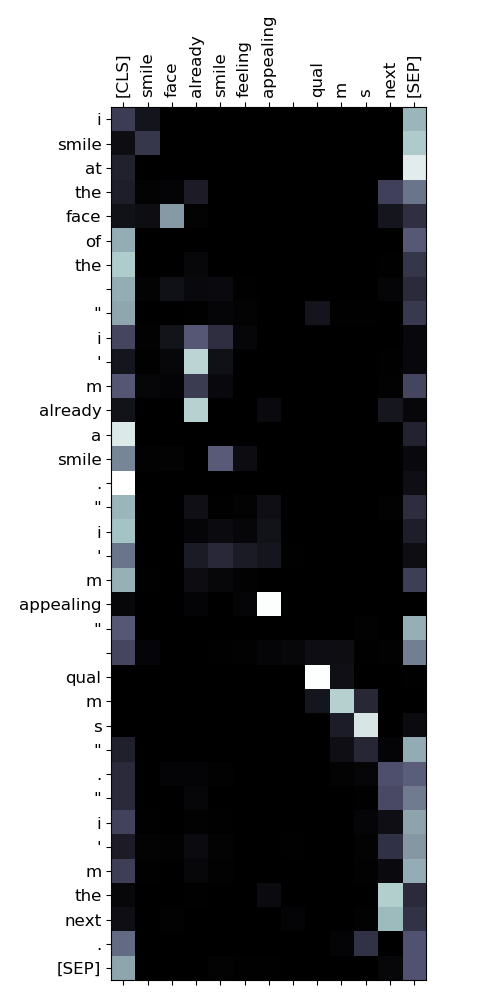 [CLS] smile face already smile feeling appealing qual m s next [SEP]
i
smile
at
the
face
of
the
"
i
'
m
already
a
smile
.
"
i
'
m
appealing
"
qual
m
s
"
.
"
i
'
m
the
next
.
[SEP]